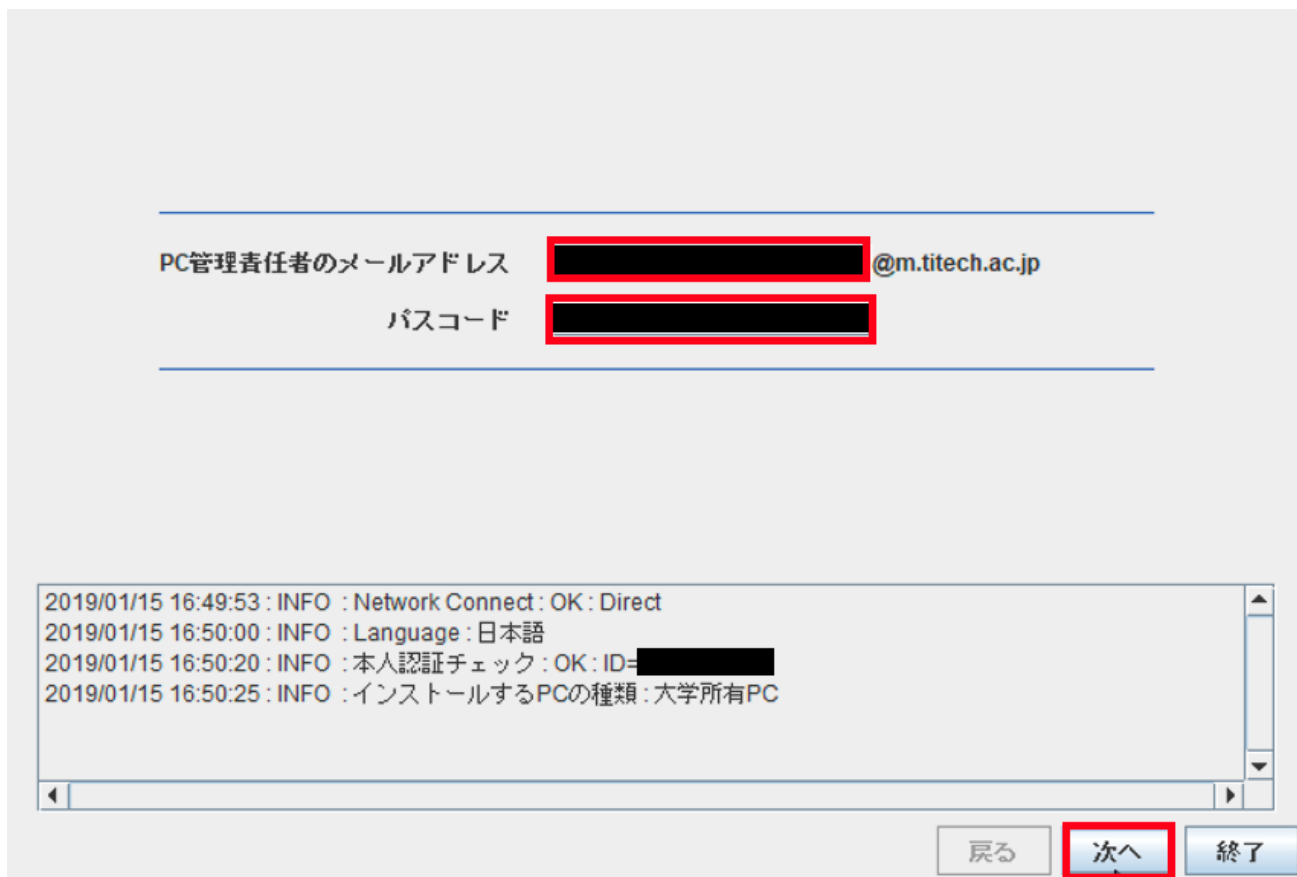 PC管理責任者のメールアドレス @m.titech.ac.jp
パスコード
2019/01/15 16:49:53 : INFO : Network Connect : OK : Direct
2019/01/15 16:50:00 : INFO : Language : 日本語
2019/01/15 16:50:20 : INFO : 本人認証チェック : OK : ID=
2019/01/15 16:50:25 : INFO : インストールするPCの種類 : 大学所有PC
戻る 次へ 終了